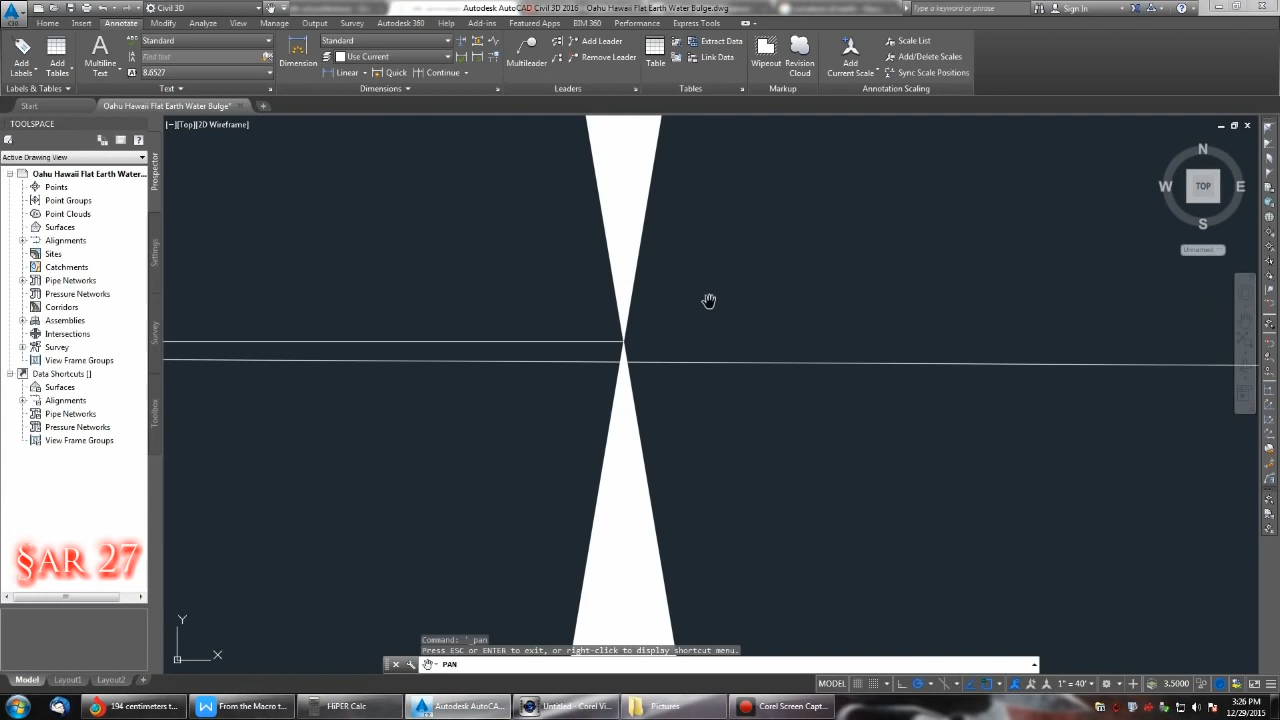 Civil 3D
Autodesk AutoCAD Civil 3D 2016 - Oahu Hawaii Flat Earth Water Bulge.dwg
Type a keyword or phrase
Sign In
Home
Insert
Annotate
Modify
Analyze
View
Manage
Output
Survey
Autodesk 360
Help
Add-ins
Featured Apps
BIM 360
Performance
Express Tools
Add
Labels
Add
Tables
Multiline
Text
Standard
Find text
8.6527
Dimension
Standard
Use Current
Linear
Quick
Continue
Multileader
Add Leader
Remove Leader
Table
Extract Data
Link Data
Wipeout
Revision
Cloud
Add
Current Scale
Scale List
Add/Delete Scales
Sync Scale Positions
Labels & Tables
Text
Dimensions
Leaders
Tables
Markup
Annotation Scaling
Start
Oahu Hawaii Flat Earth Water Bulge*
TOOLSPACE
Active Drawing View
Oahu Hawaii Flat Earth Water...
Points
Point Groups
Point Clouds
Surfaces
Alignments
Sites
Catchments
Pipe Networks
Pressure Networks
Corridors
Assemblies
Intersections
Survey
View Frame Groups
Data Shortcuts []
Surfaces
Alignments
Pipe Networks
Pressure Networks
View Frame Groups
Prospector
Settings
Survey
Toolbox
[−][Top][2D Wireframe]
N
W
TOP
E
S
Unnamed
§AR 27
Y
X
Command: '_pan
Press ESC or ENTER to exit, or right-click to display shortcut menu.
PAN
Model
Layout1
Layout2
MODEL
1" = 40'
3.5000
194 centimeters t...
From the Macro t...
HiPER Calc
Autodesk AutoCA...
Untitled - Corel Vi...
Pictures
Corel Screen Captu...
3:26 PM
12/29/2015